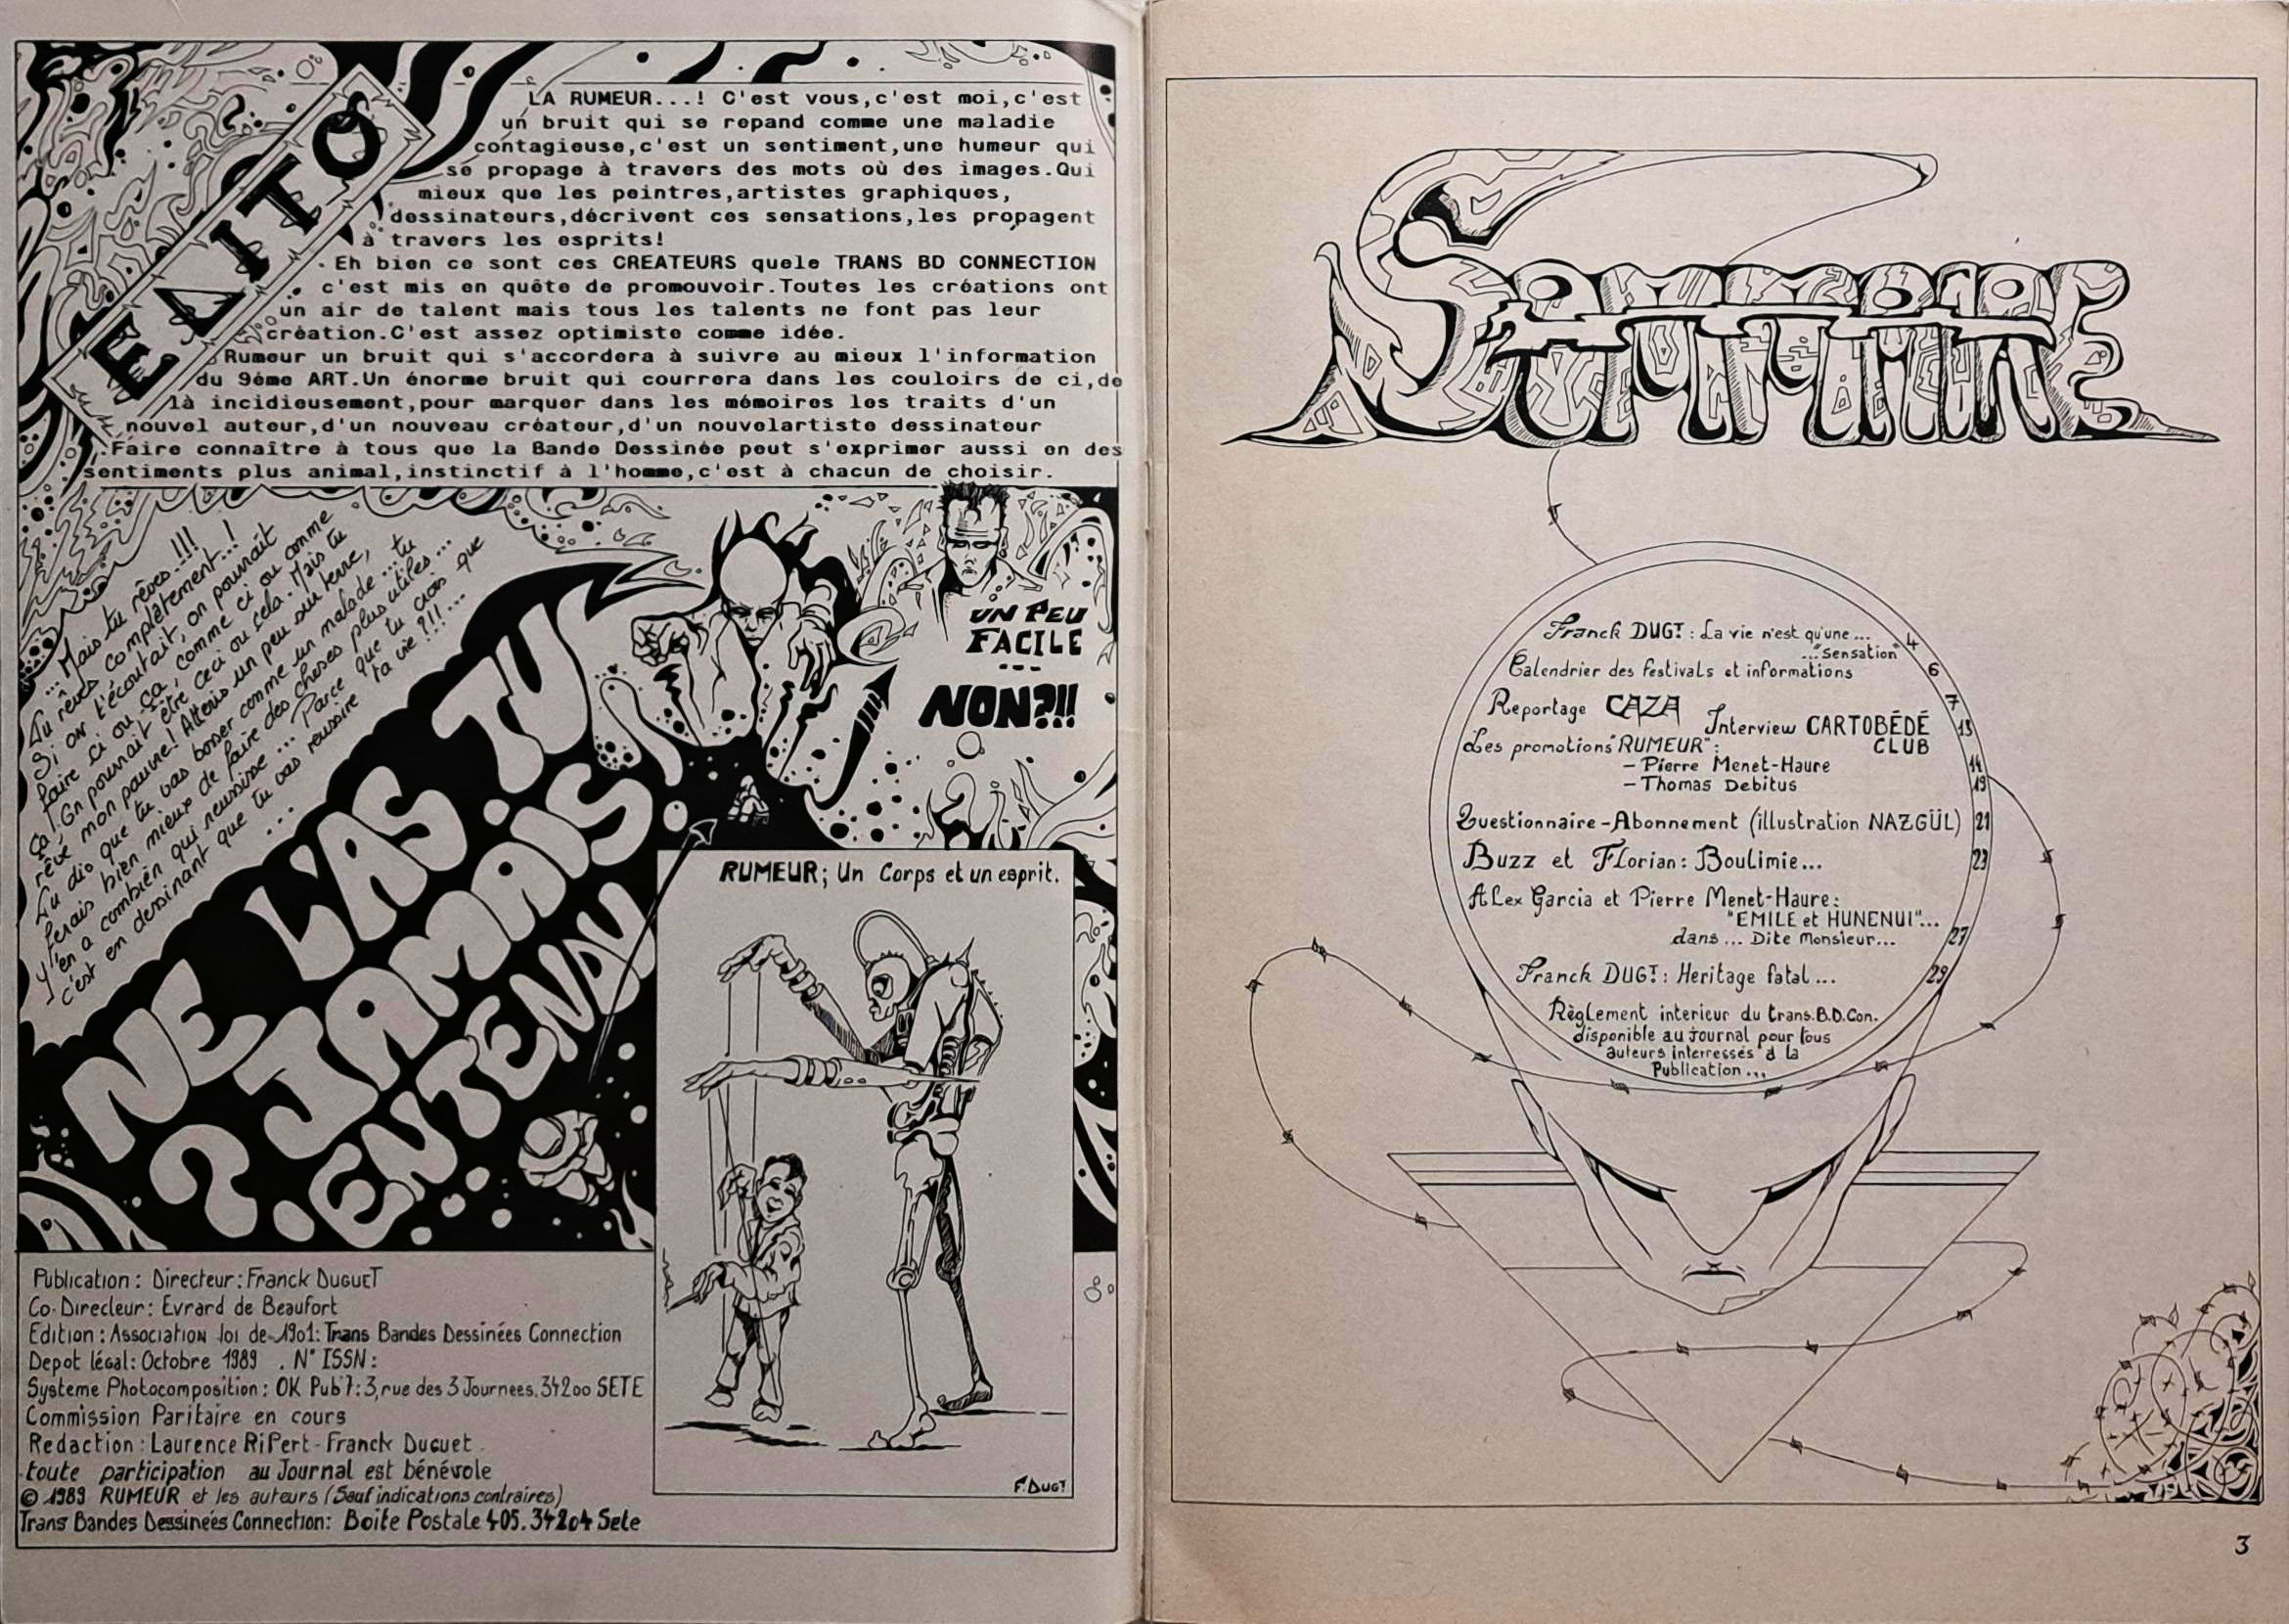 EDITO
LA RUMEUR...! C'est vous,c'est moi,c'est
un bruit qui se repand comme une maladie
contagieuse,c'est un sentiment,une humeur qui
se propage à travers des mots où des images.Qui
mieux que les peintres,artistes graphiques,
dessinateurs,décrivent ces sensations,les propagent
à travers les esprits!
Eh bien ce sont ces CREATEURS quele TRANS BD CONNECTION
c'est mis en quête de promouvoir.Toutes les créations ont
un air de talent mais tous les talents ne font pas leur
création.C'est assez optimiste comme idée.
Rumeur un bruit qui s'accordera à suivre au mieux l'information
du 9éme ART.Un énorme bruit qui courrera dans les couloirs de ci,de
là incidieusement,pour marquer dans les mémoires les traits d'un
nouvel auteur,d'un nouveau créateur,d'un nouvelartiste dessinateur
.Faire connaître à tous que la Bande Dessinée peut s'exprimer aussi en des
sentiments plus animal,instinctif à l'homme,c'est à chacun de choisir.
... Mais tu rêves..!!!
Tu rêves complètement...!
Si on t'écoutait, on pourrait
faire ci ou ça, comme ci ou comme
ça! On pourrait être ceci ou cela. Mais tu
rêve mon pauvre! Atteris un peu sur terre,
Tu dis que tu vas bosser comme un malade ... tu
ferais bien mieux de faire des choses plus utiles...
Y'en a combien qui reussisse ... Parce que tu crois que
c'est en dessinant que tu vas reussire ta vie?!!...
...
NE L'AS TU
JAMAIS
ENTENDU
?
UN PEU
FACILE
...
NON?!!
RUMEUR; Un Corps et un esprit.
F. DUGT
Publication: Directeur: Franck DUGUET
Co-Directeur: Evrard de Beaufort
Edition: Association loi de 1901: Trans Bandes Dessinées Connection
Depot légal: Octobre 1989 . N° ISSN:
Systeme Photocomposition: OK Pub'7: 3, rue des 3 Journees. 34200 SETE
Commission Paritaire en cours
Redaction: Laurence RiPert - Franck Duguet
toute participation au Journal est bénévole
© 1989 RUMEUR et les auteurs (Sauf indications contraires)
Trans Bandes Dessinées Connection: Boite Postale 405. 34204 Sete
Sommaire
Franck DUGT: La vie n'est qu'une...
..."Sensation" 4
Calendrier des festivals et informations 6
Reportage CAZA 7
Interview CARTOBÉDÉ 13
CLUB
Les promotions "RUMEUR":
- Pierre Menet-Haure 14
- Thomas Debitus 19
Questionnaire-Abonnement (illustration NAZGÜL) 21
Buzz et Florian: Boulimie... 23
ALex Garcia et Pierre Menet-Haure:
"EMILE et HUNENUI"...
dans... Dite Monsieur... 27
Franck DUGT: Heritage fatal... 29
Règlement interieur du trans.B.D.Con.
disponible au journal pour tous
auteurs interressés à la
Publication...
3